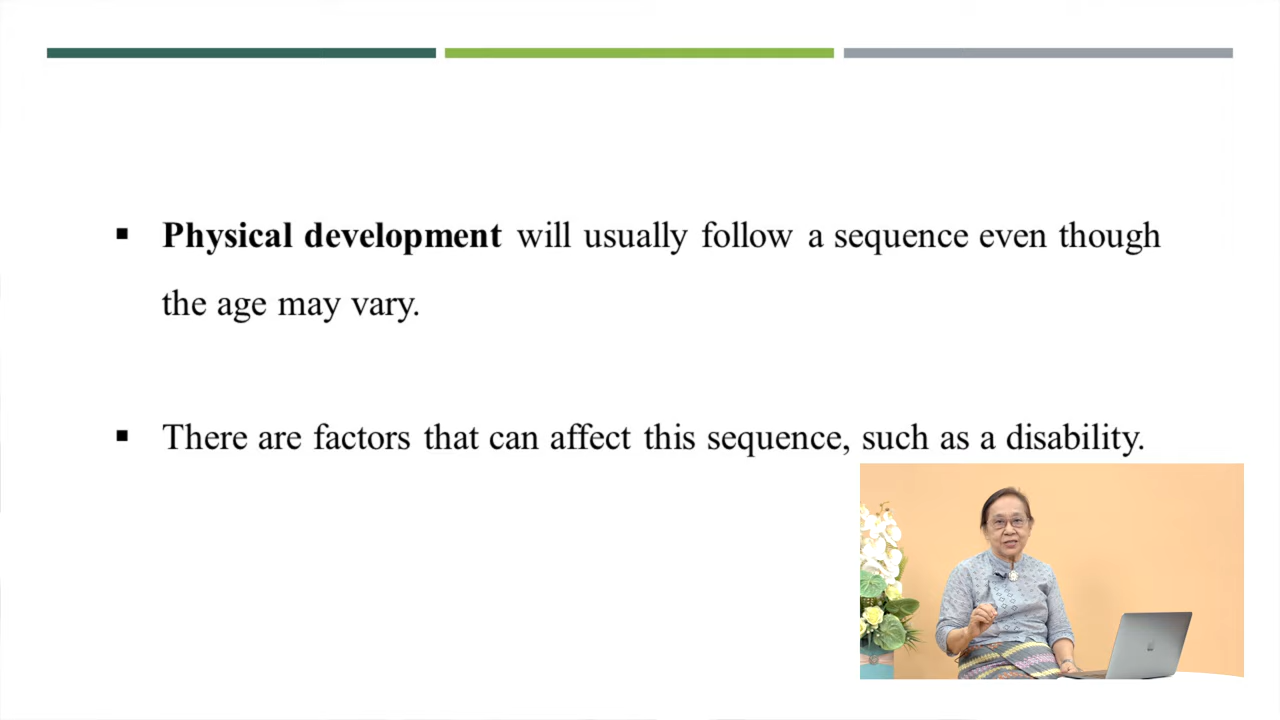 ▪ Physical development will usually follow a sequence even though
the age may vary.
▪ There are factors that can affect this sequence, such as a disability.